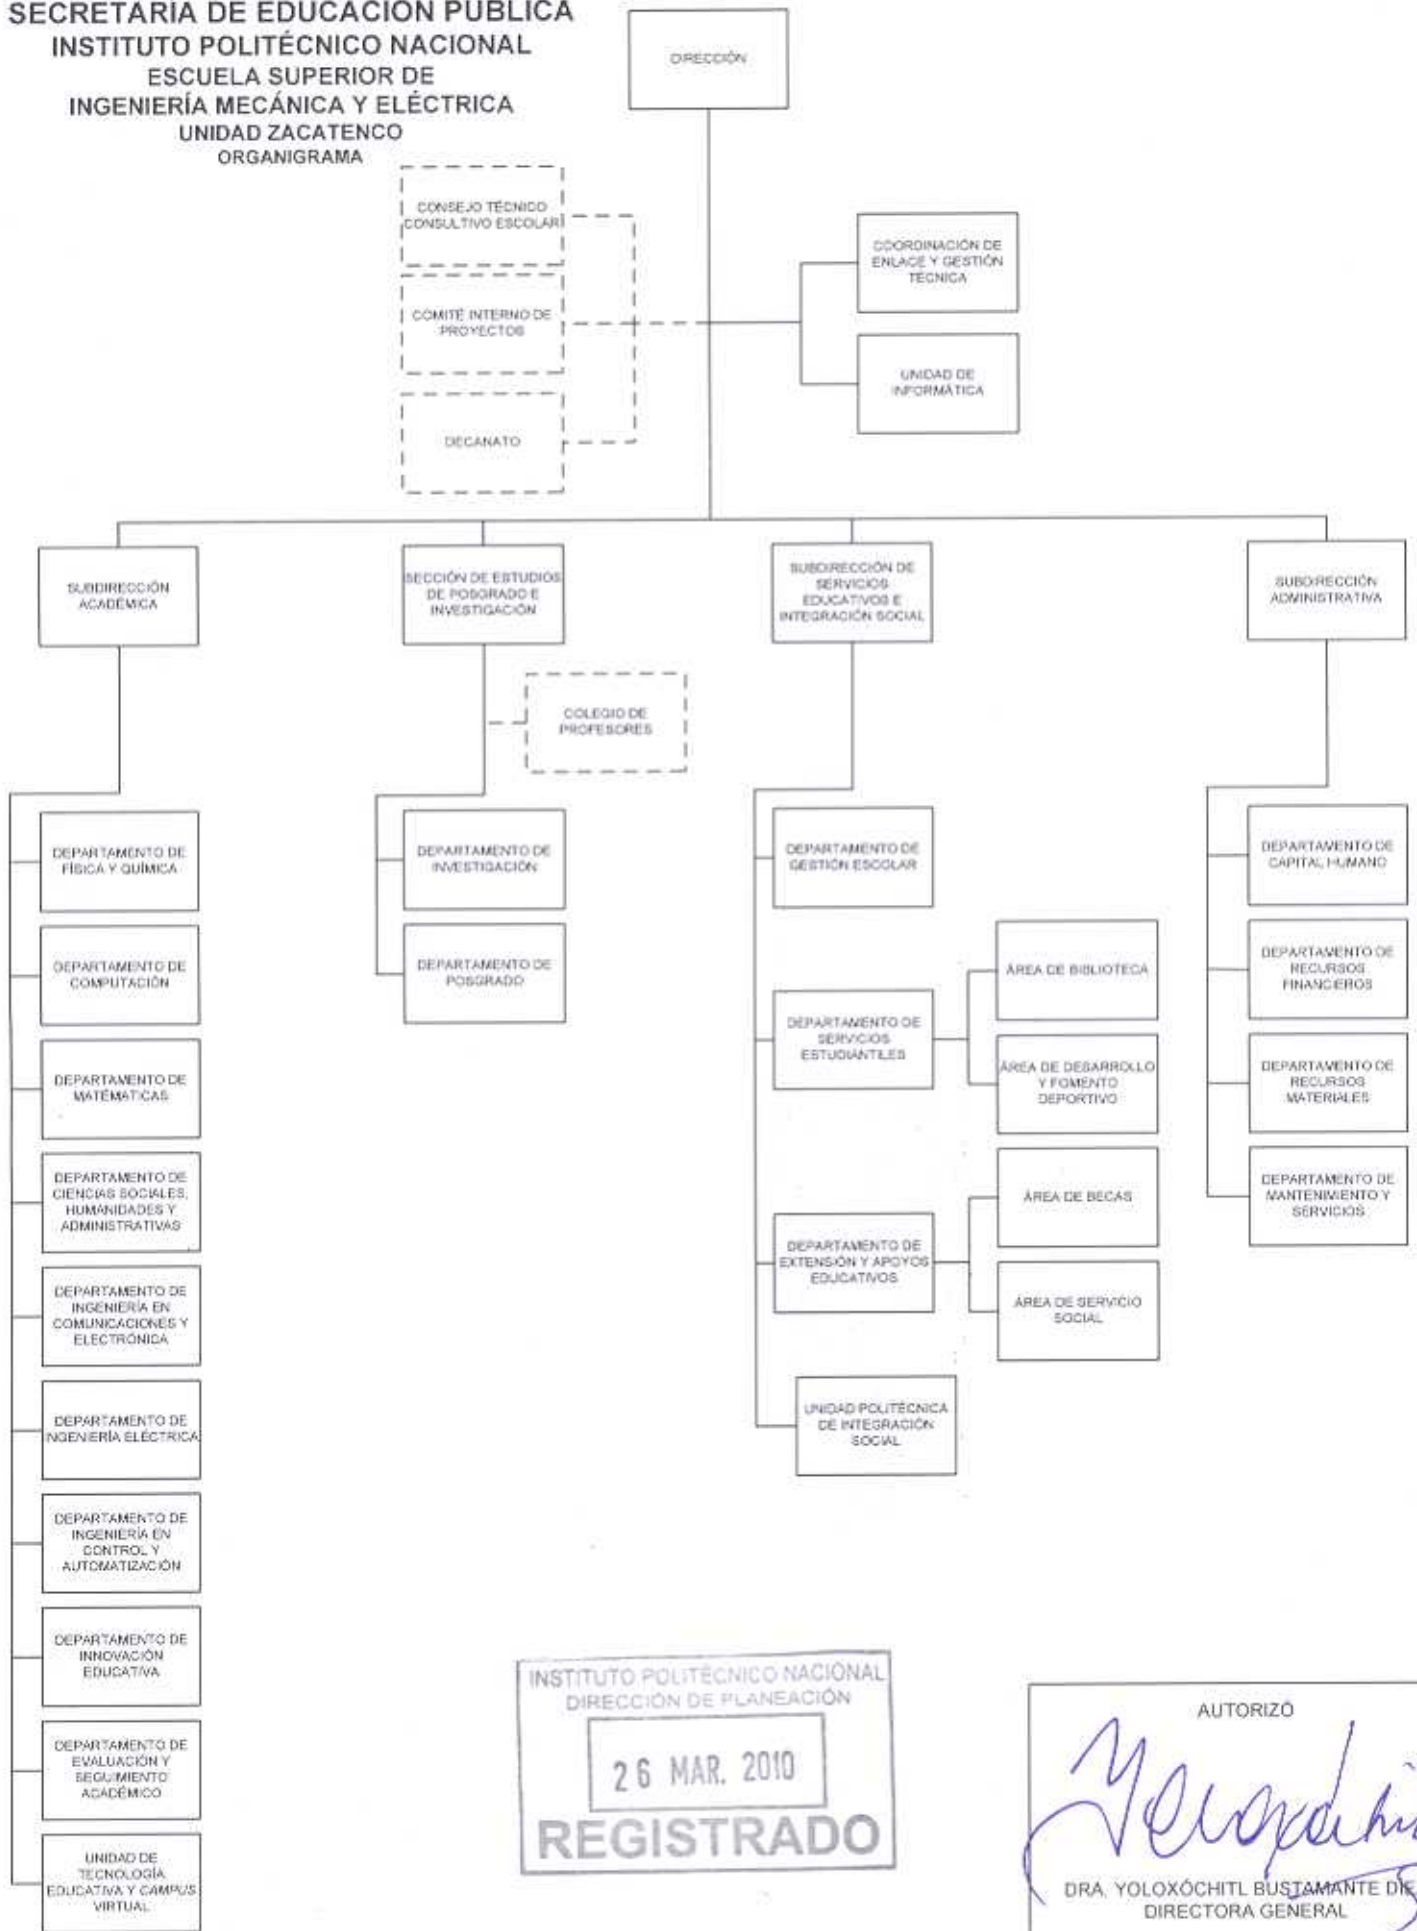 SECRETARÍA DE EDUCACIÓN PÚBLICA
INSTITUTO POLITÉCNICO NACIONAL
ESCUELA SUPERIOR DE
INGENIERÍA MECÁNICA Y ELÉCTRICA
UNIDAD ZACATENCO
ORGANIGRAMA
DIRECCIÓN
CONSEJO TÉCNICO
CONSULTIVO ESCOLAR
COMITÉ INTERNO DE
PROYECTOS
DECANATO
COORDINACIÓN DE
ENLACE Y GESTIÓN
TÉCNICA
UNIDAD DE
INFORMÁTICA
SUBDIRECCIÓN
ACADÉMICA
SECCIÓN DE ESTUDIOS
DE POSGRADO E
INVESTIGACIÓN
SUBDIRECCIÓN DE
SERVICIOS
EDUCATIVOS E
INTEGRACIÓN SOCIAL
SUBDIRECCIÓN
ADMINISTRATIVA
COLEGIO DE
PROFESORES
DEPARTAMENTO DE
FÍSICA Y QUÍMICA
DEPARTAMENTO DE
COMPUTACIÓN
DEPARTAMENTO DE
MATEMÁTICAS
DEPARTAMENTO DE
CIENCIAS SOCIALES,
HUMANIDADES Y
ADMINISTRATIVAS
DEPARTAMENTO DE
INGENIERÍA EN
COMUNICACIONES Y
ELECTRÓNICA
DEPARTAMENTO DE
INGENIERÍA ELÉCTRICA
DEPARTAMENTO DE
INGENIERÍA EN
CONTROL Y
AUTOMATIZACIÓN
DEPARTAMENTO DE
INNOVACIÓN
EDUCATIVA
DEPARTAMENTO DE
EVALUACIÓN Y
SEGUIMIENTO
ACADÉMICO
UNIDAD DE
TECNOLOGÍA
EDUCATIVA Y CAMPUS
VIRTUAL
DEPARTAMENTO DE
INVESTIGACIÓN
DEPARTAMENTO DE
POSGRADO
DEPARTAMENTO DE
GESTIÓN ESCOLAR
DEPARTAMENTO DE
SERVICIOS
ESTUDIANTILES
ÁREA DE BIBLIOTECA
ÁREA DE DESARROLLO
Y FOMENTO
DEPORTIVO
DEPARTAMENTO DE
EXTENSIÓN Y APOYOS
EDUCATIVOS
ÁREA DE BECAS
ÁREA DE SERVICIO
SOCIAL
UNIDAD POLITÉCNICA
DE INTEGRACIÓN
SOCIAL
DEPARTAMENTO DE
CAPITAL HUMANO
DEPARTAMENTO DE
RECURSOS
FINANCIEROS
DEPARTAMENTO DE
RECURSOS
MATERIALES
DEPARTAMENTO DE
MANTENIMIENTO Y
SERVICIOS
INSTITUTO POLITÉCNICO NACIONAL
DIRECCIÓN DE PLANEACIÓN
26 MAR. 2010
REGISTRADO
AUTORIZÓ
DRA. YOLOXÓCHITL BUSTAMANTE
DIRECTORA GENERAL